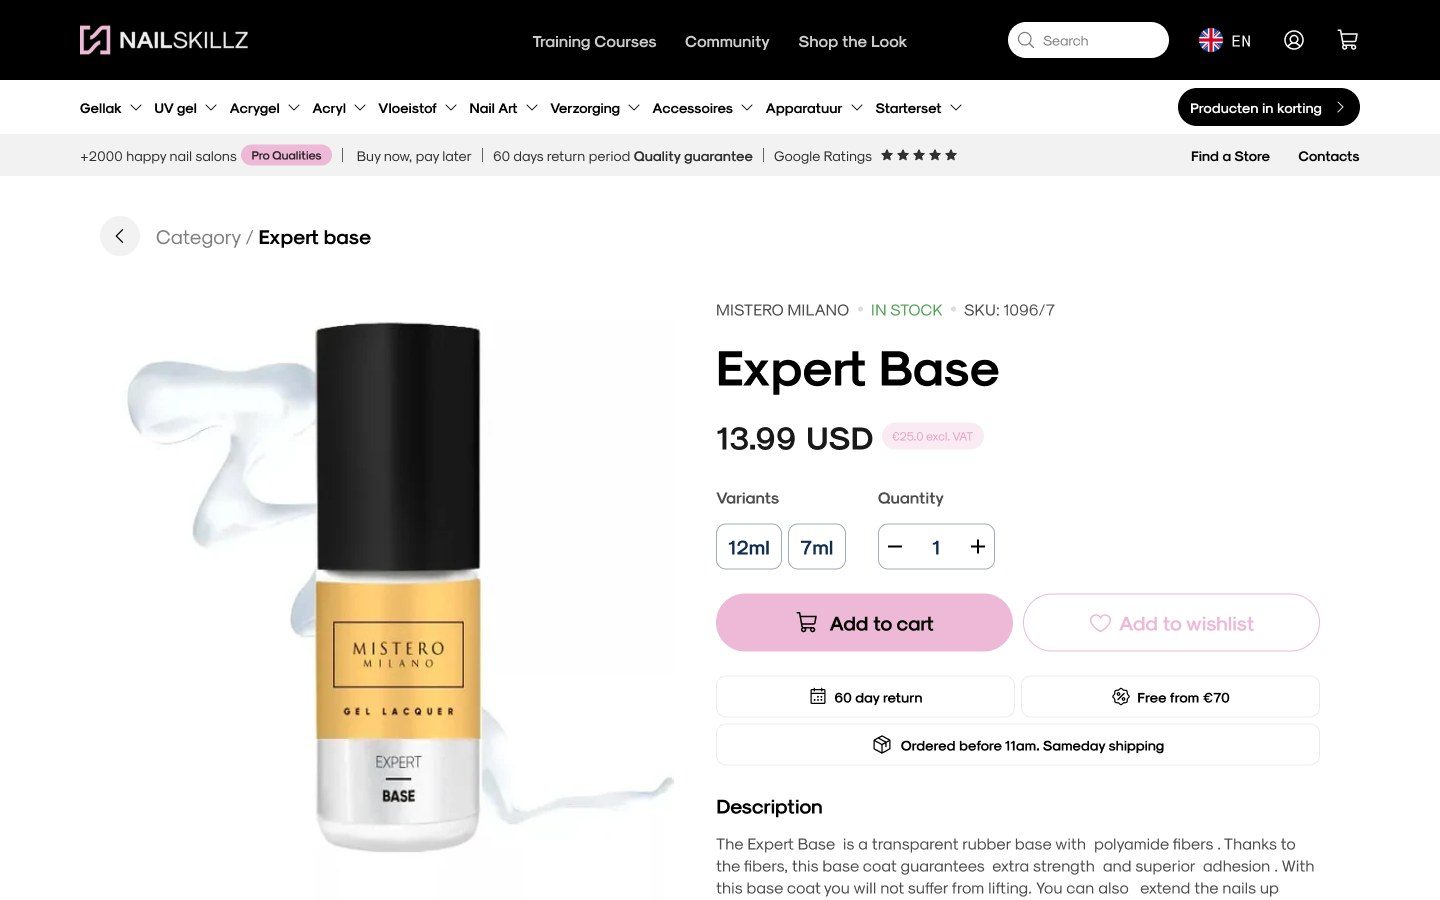 NAILSKILLZ
Training Courses
Community
Shop the Look
Search
EN
Gellak
UV gel
Acrygel
Acryl
Vloeistof
Nail Art
Verzorging
Accessoires
Apparatuur
Starterset
Producten in korting
+2000 happy nail salons
Pro Qualities
Buy now, pay later
60 days return period Quality guarantee
Google Ratings
Find a Store
Contacts
Category / Expert base
MISTERO
MILANO
GEL LACQUER
EXPERT
BASE
MISTERO MILANO
IN STOCK
SKU: 1096/7
Expert Base
13.99 USD
€25.0 excl. VAT
Variants
Quantity
12ml
7ml
1
Add to cart
Add to wishlist
60 day return
Free from €70
Ordered before 11am. Sameday shipping
Description
The Expert Base is a transparent rubber base with polyamide fibers . Thanks to
the fibers, this base coat guarantees extra strength and superior adhesion . With
this base coat you will not suffer from lifting. You can also extend the nails up